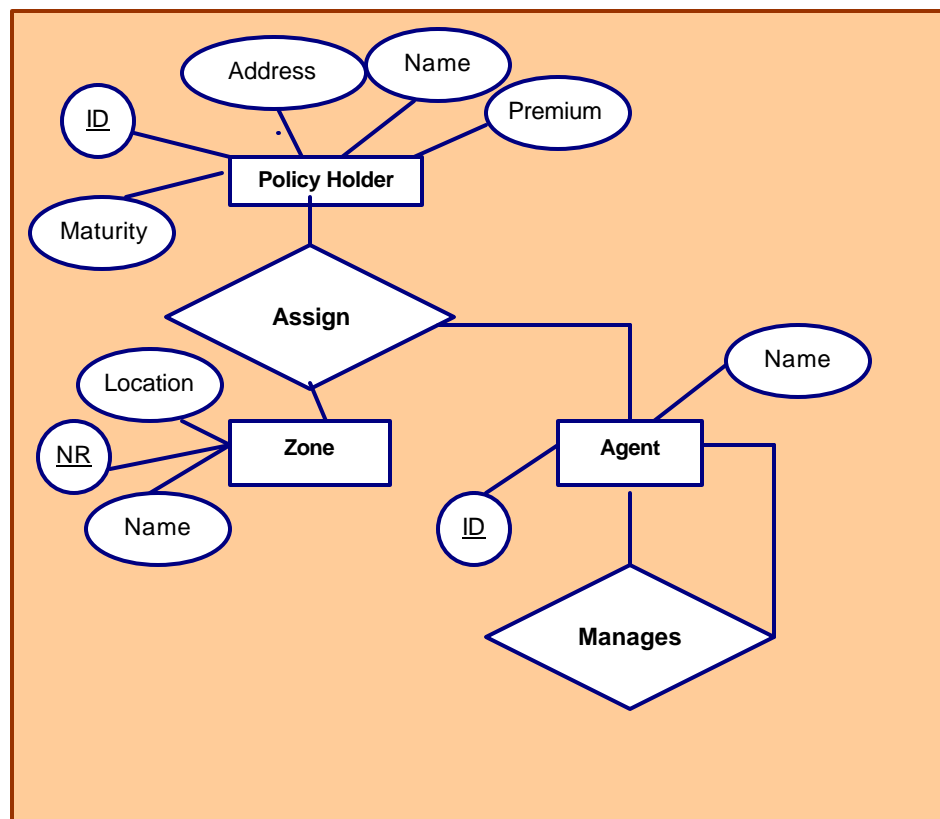 Address
Name
ID
Premium
Policy Holder
Maturity
Assign
Name
Location
Zone
Agent
NR
Name
ID
Manages